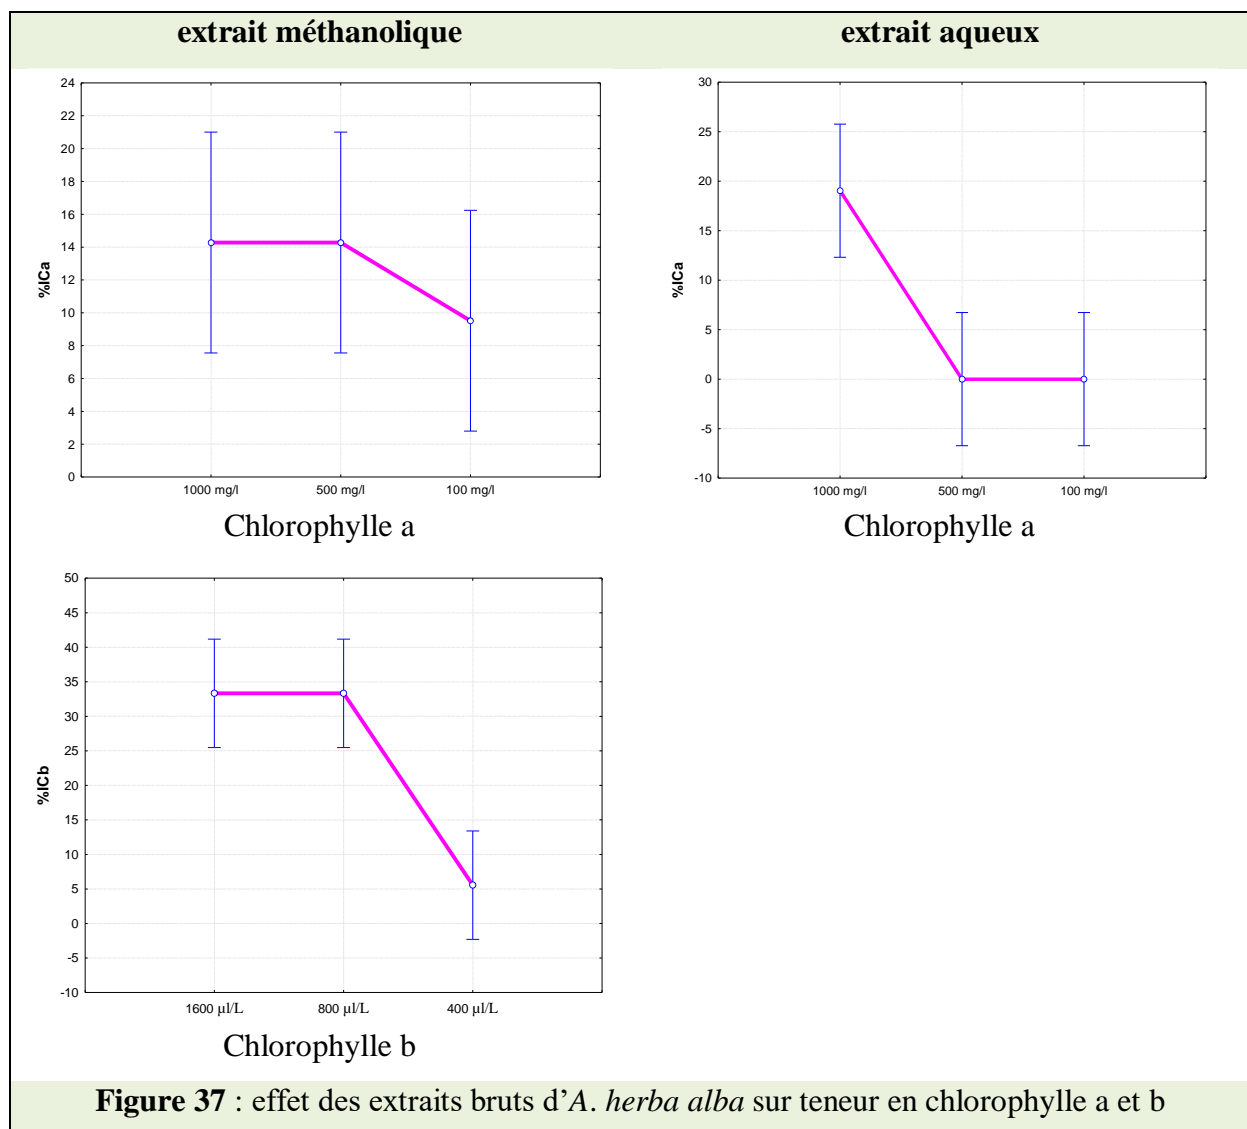 extrait méthanolique
extrait aqueux
24
22
20
18
16
14
12
10
8
6
4
2
0
%ICa
1000 mg/l 500 mg/l 100 mg/l
Chlorophylle a
30
25
20
15
10
5
0
-5
-10
%ICa
1000 mg/l 500 mg/l 100 mg/l
Chlorophylle a
50
45
40
35
30
25
20
15
10
5
0
-5
-10
%ICb
1600 µl/L 800 µl/L 400 µl/L
Chlorophylle b
Figure 37 : effet des extraits bruts d’A. herba alba sur teneur en chlorophylle a et b